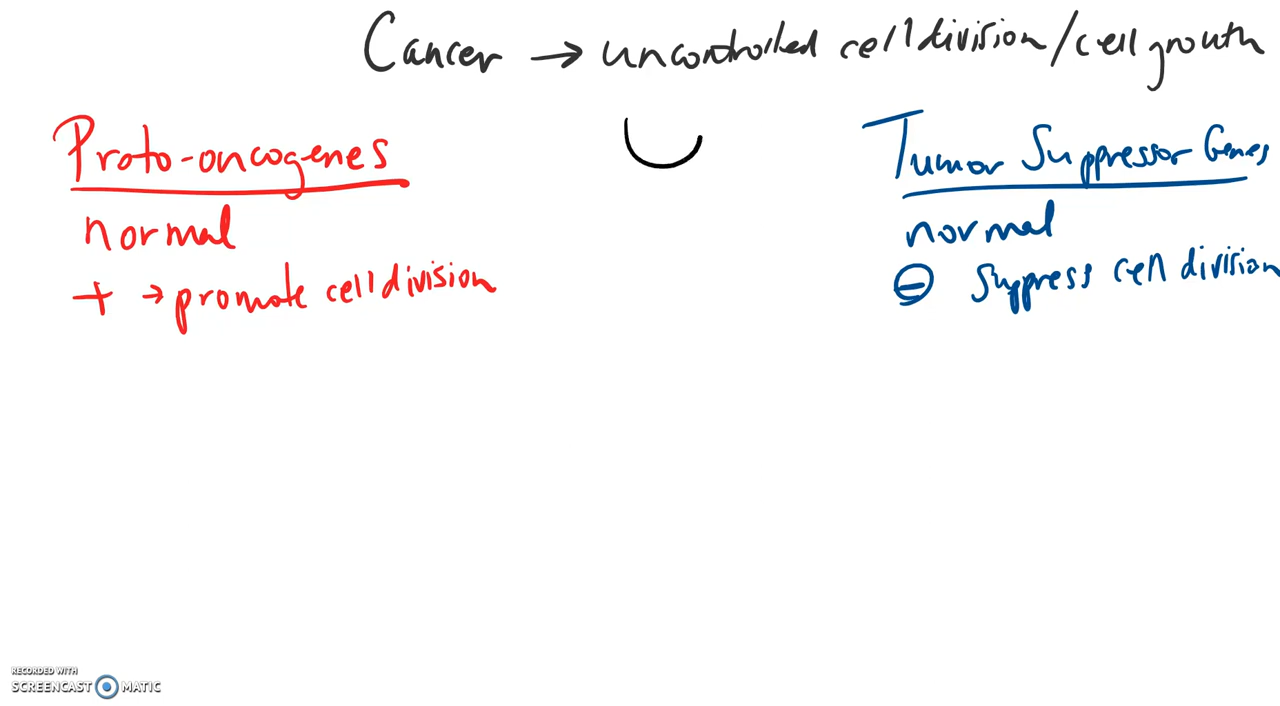 Cancer → uncontrolled cell division/cell growth
Proto-oncogenes
normal
+ → promote cell division
Tumor Suppressor Genes
normal
⊖ suppress cell division
RECORDED WITH
SCREENCAST MATIC